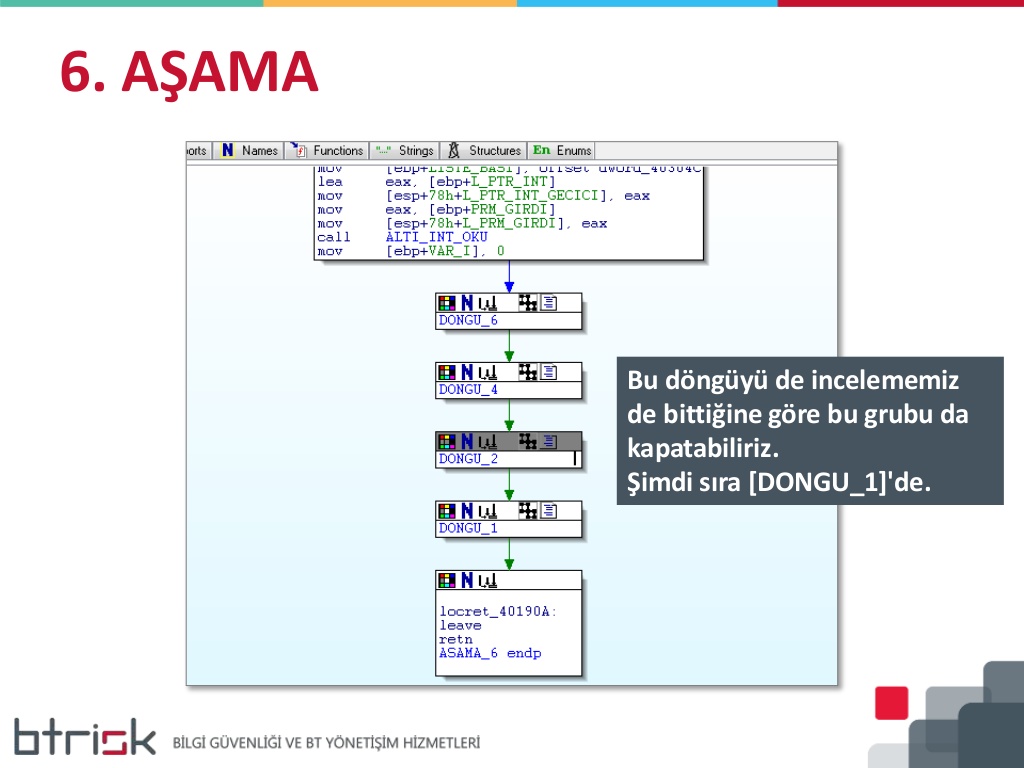 6. AŞAMA
orts Names Functions "..." Strings Structures En Enums
mov [ebp+LISTE_BASI], offset dword_40304C
lea eax, [ebp+L_PTR_INT]
mov [esp+78h+L_PTR_INT_GECICI], eax
mov eax, [ebp+PRM_GIRDI]
mov [esp+78h+L_PRM_GIRDI], eax
call ALTI_INT_OKU
mov [ebp+VAR_I], 0
DONGU_6
DONGU_4
DONGU_2
DONGU_1
locret_40190A:
leave
retn
ASAMA_6 endp
Bu döngüyü de incelememiz
de bittiğine göre bu grubu da
kapatabiliriz.
Şimdi sıra [DONGU_1]'de.
btrisk BİLGİ GÜVENLİĞİ VE BT YÖNETİŞİM HİZMETLERİ